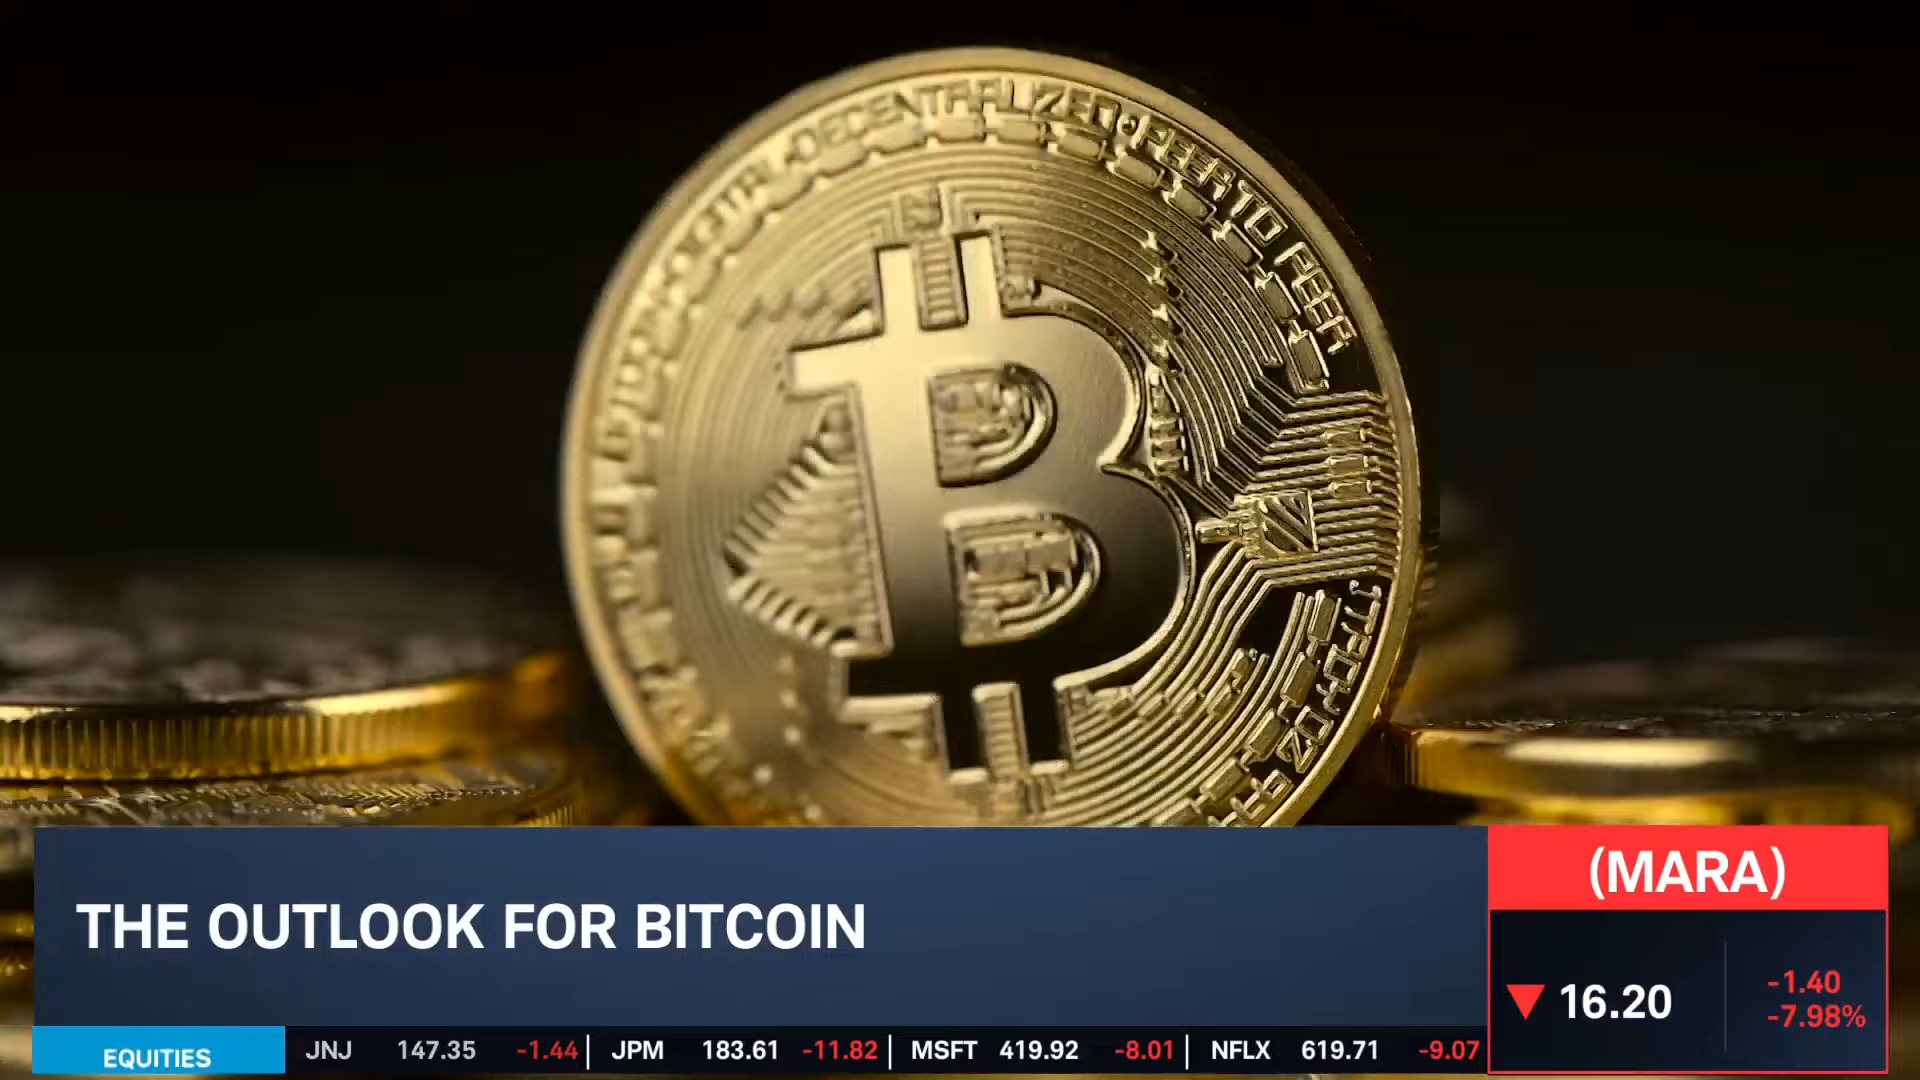 DIGITAL • DECENTRALIZED • PEER TO PEER
THE OUTLOOK FOR BITCOIN
(MARA)
16.20
-1.40
-7.98%
EQUITIES
JNJ 147.35 -1.44 JPM 183.61 -11.82 MSFT 419.92 -8.01 NFLX 619.71 -9.07